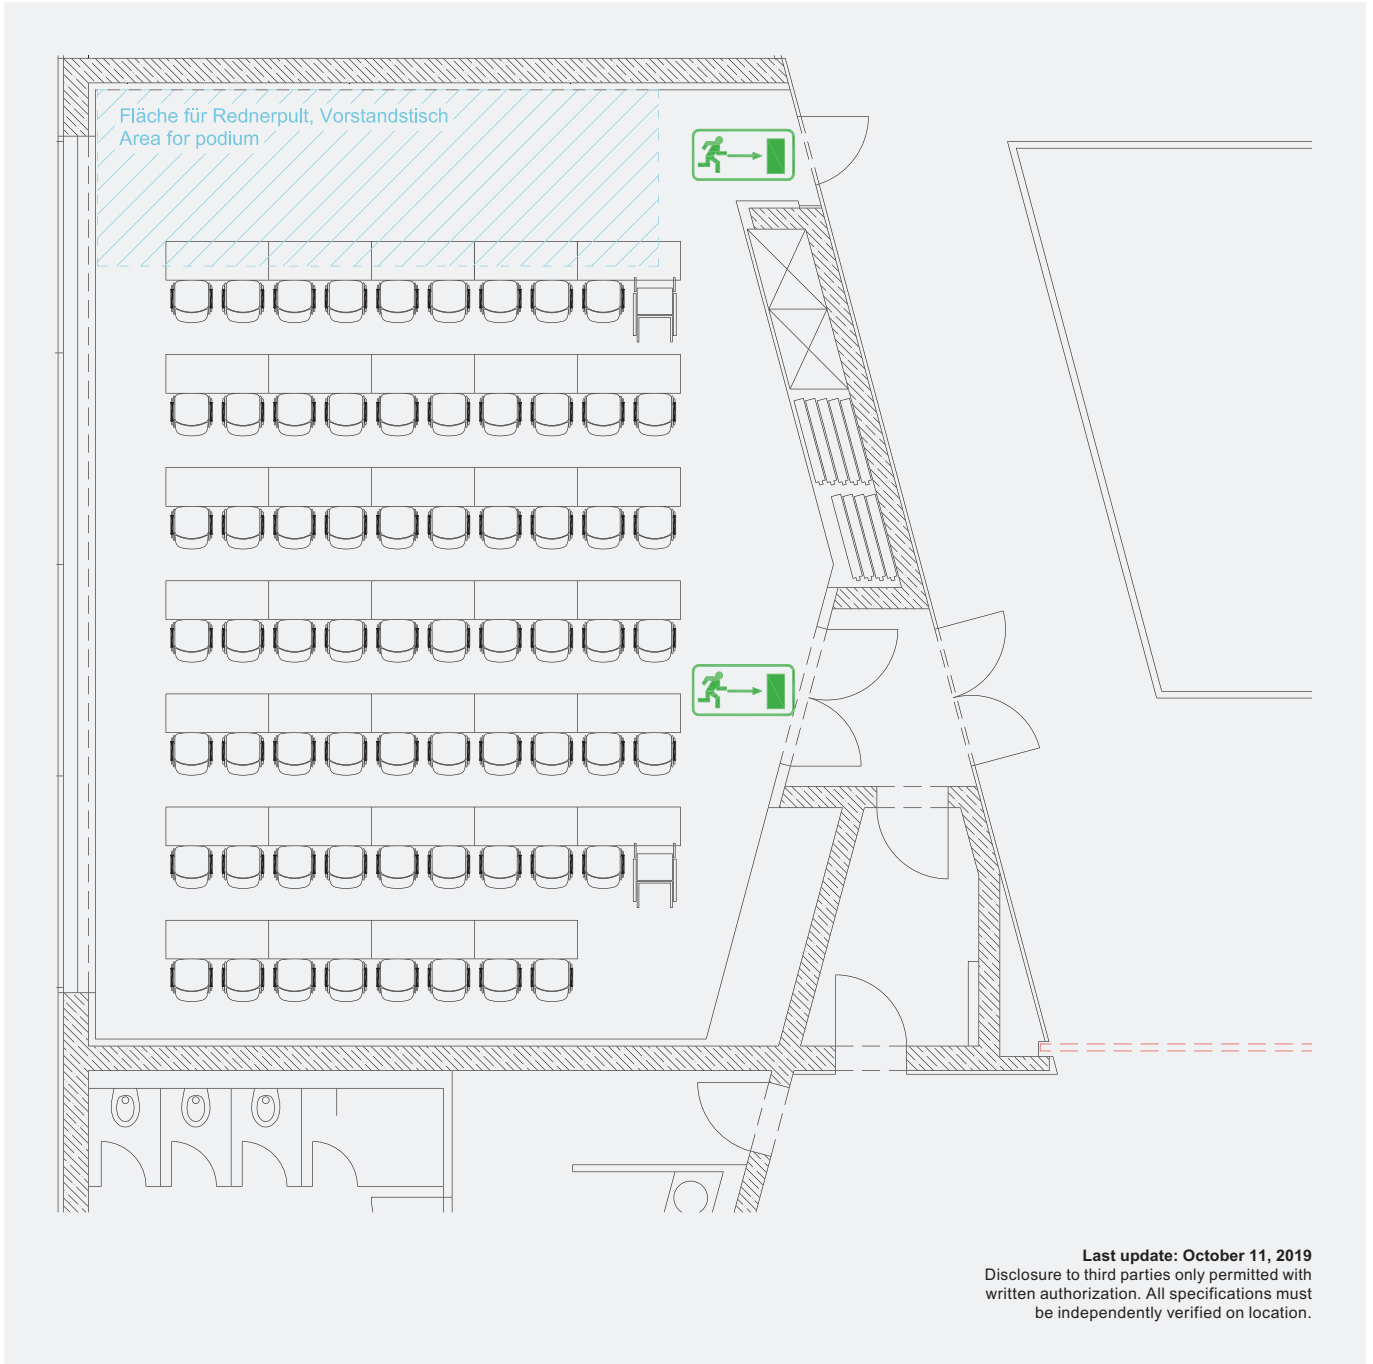 Fläche für Rednerpult, Vorstandstisch
Area for podium
Last update: October 11, 2019
Disclosure to third parties only permitted with
written authorization. All specifications must
be independently verified on location.